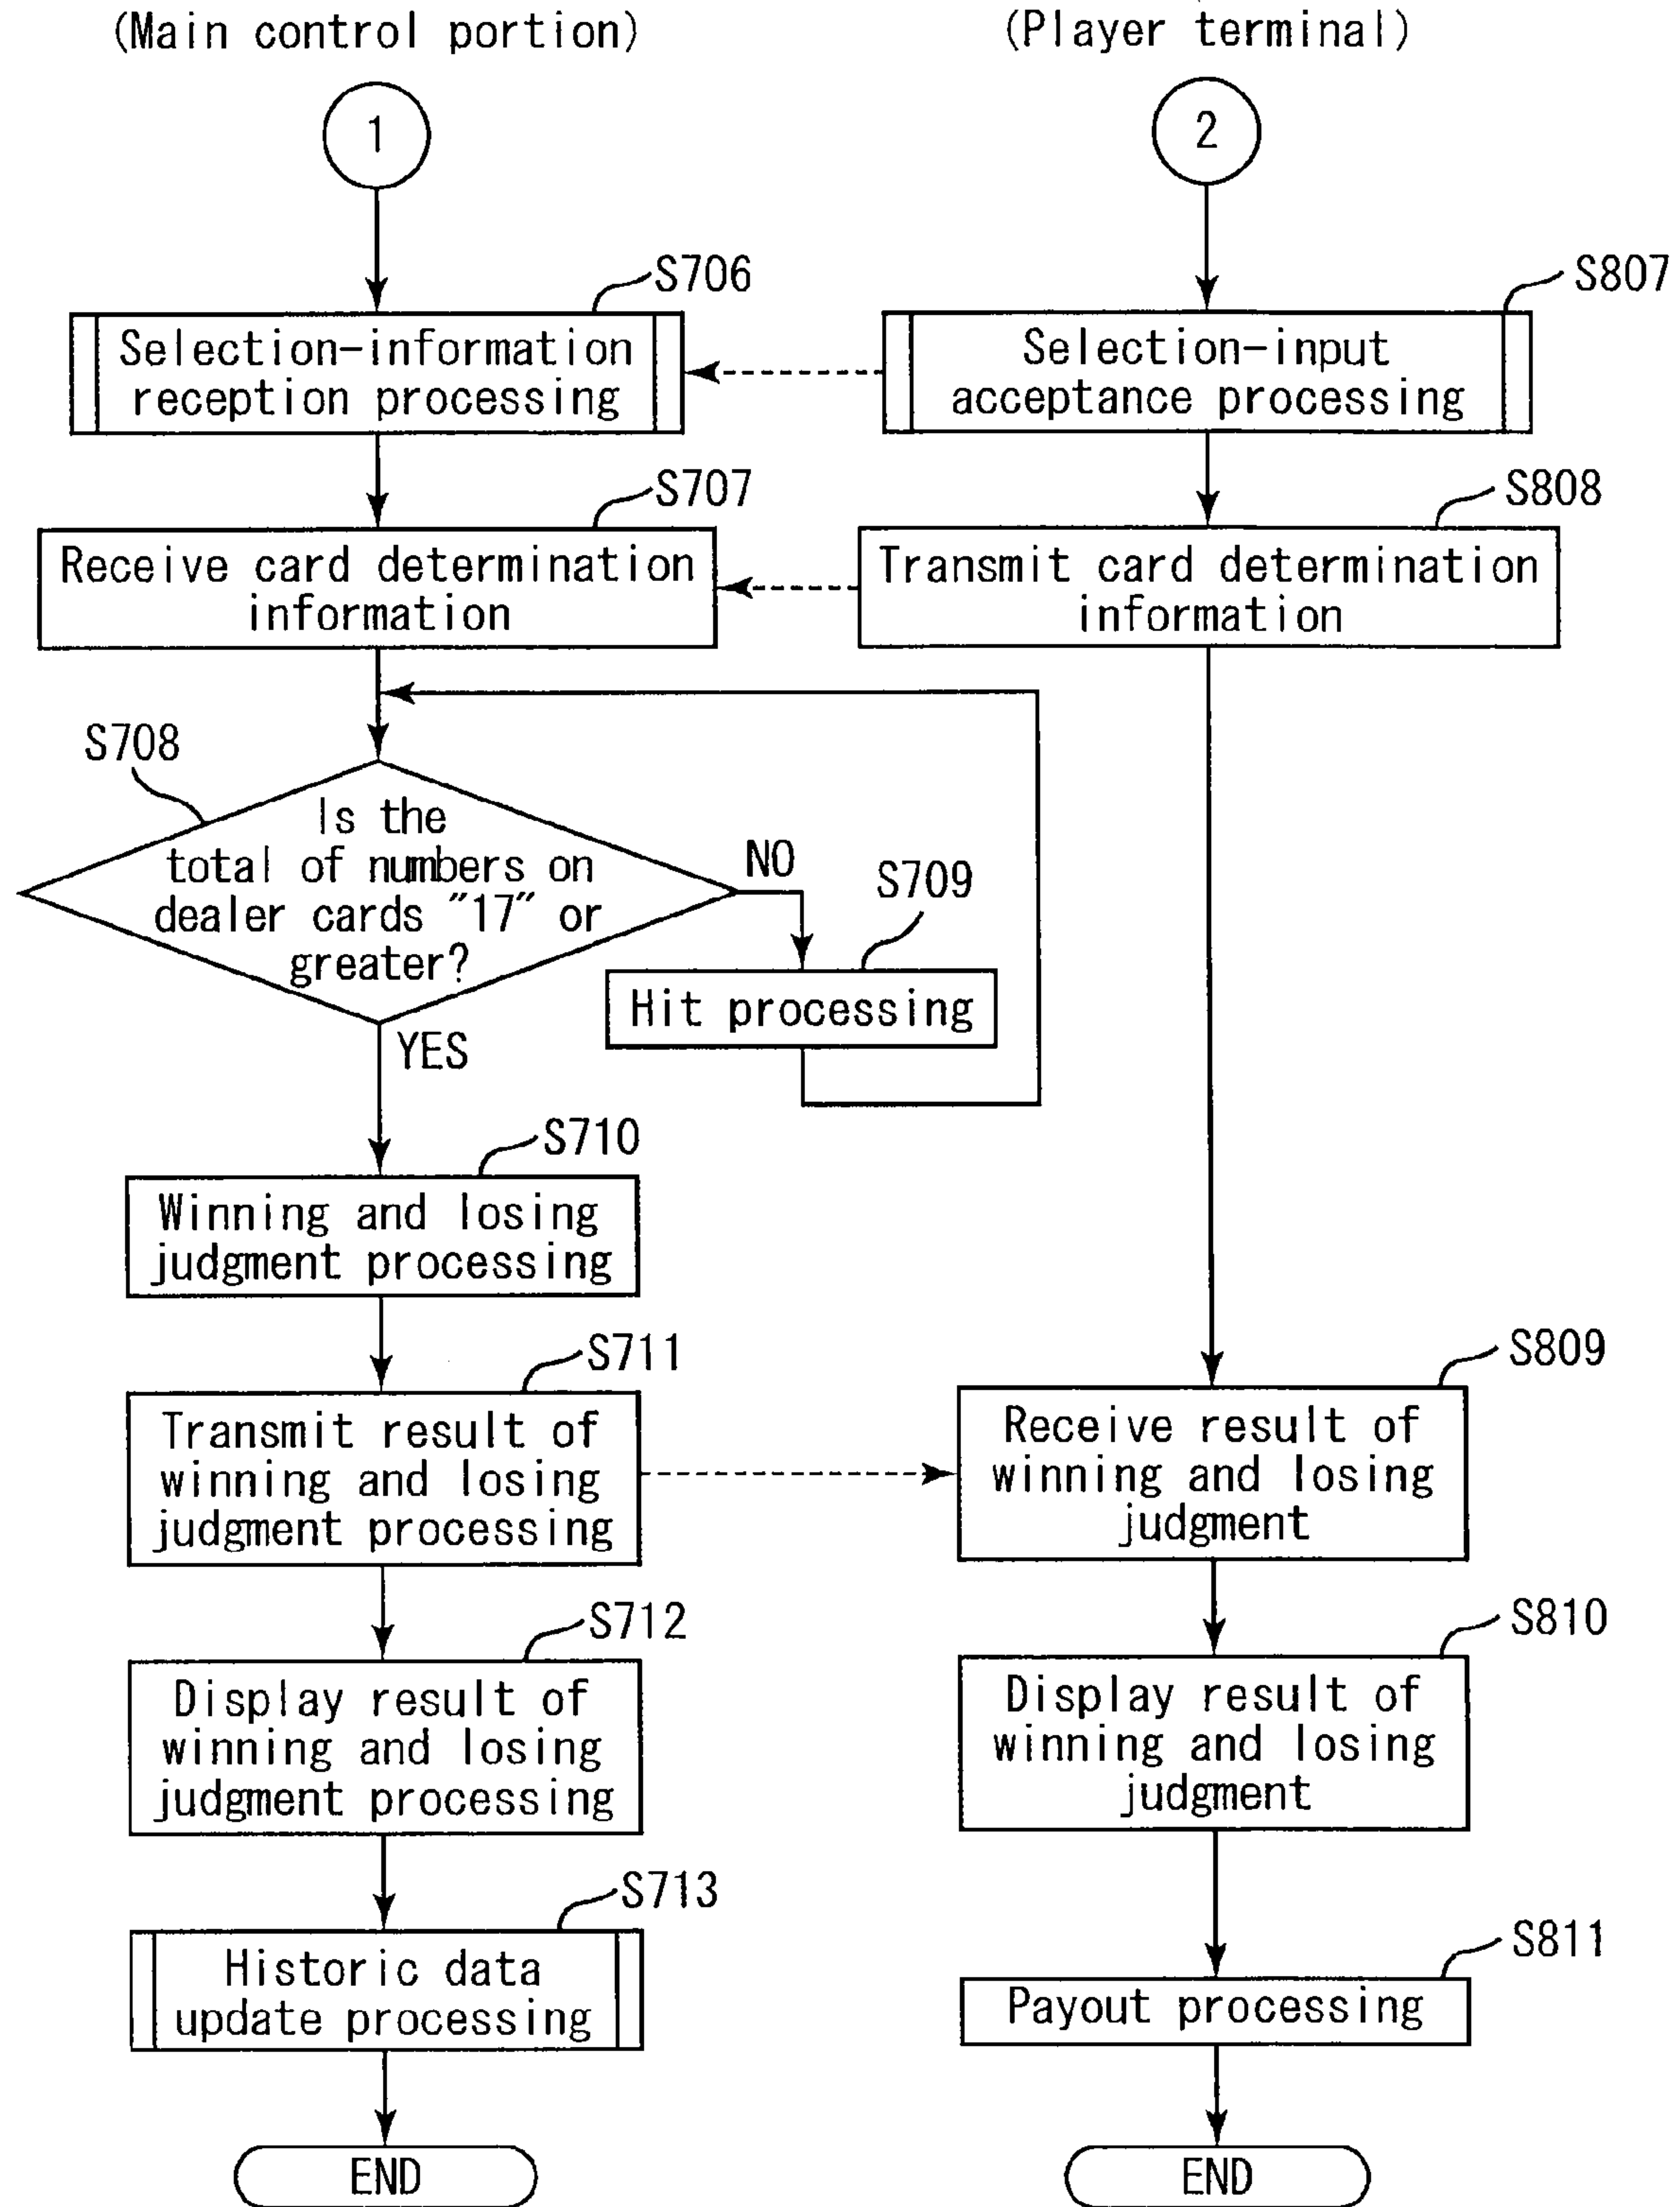 (Main control portion)
(Player terminal)
1
2
S706
S807
Selection-information
reception processing
Selection-input
acceptance processing
S707
S808
Receive card determination
information
Transmit card determination
information
S708
Is the
total of numbers on
dealer cards "17" or
greater?
NO
S709
Hit processing
YES
S710
Winning and losing
judgment processing
S711
S809
Transmit result of
winning and losing
judgment processing
Receive result of
winning and losing
judgment
S712
S810
Display result of
winning and losing
judgment processing
Display result of
winning and losing
judgment
S713
S811
Historic data
update processing
Payout processing
END
END